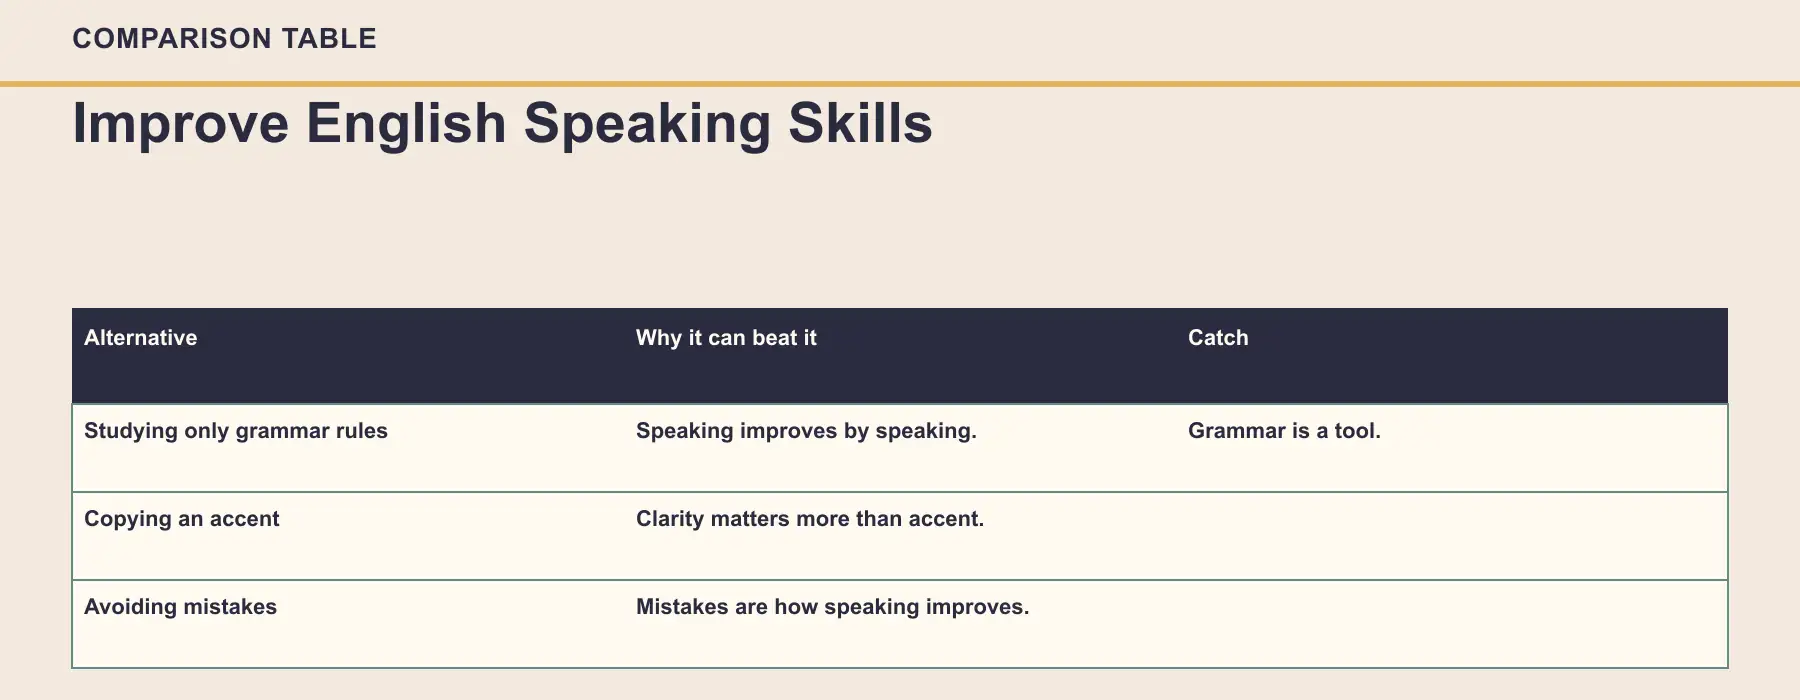 COMPARISON TABLE
Improve English Speaking Skills
Alternative Why it can beat it Catch
Studying only grammar rules Speaking improves by speaking. Grammar is a tool.
Copying an accent Clarity matters more than accent.
Avoiding mistakes Mistakes are how speaking improves.